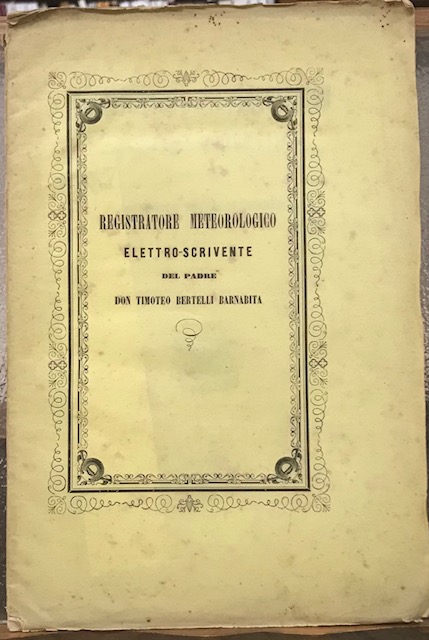 REGISTRATORE METEOROLOGICO
ELETTRO-SCRIVENTE
DEL PADRE
DON TIMOTEO BERTELLI BARNABITA